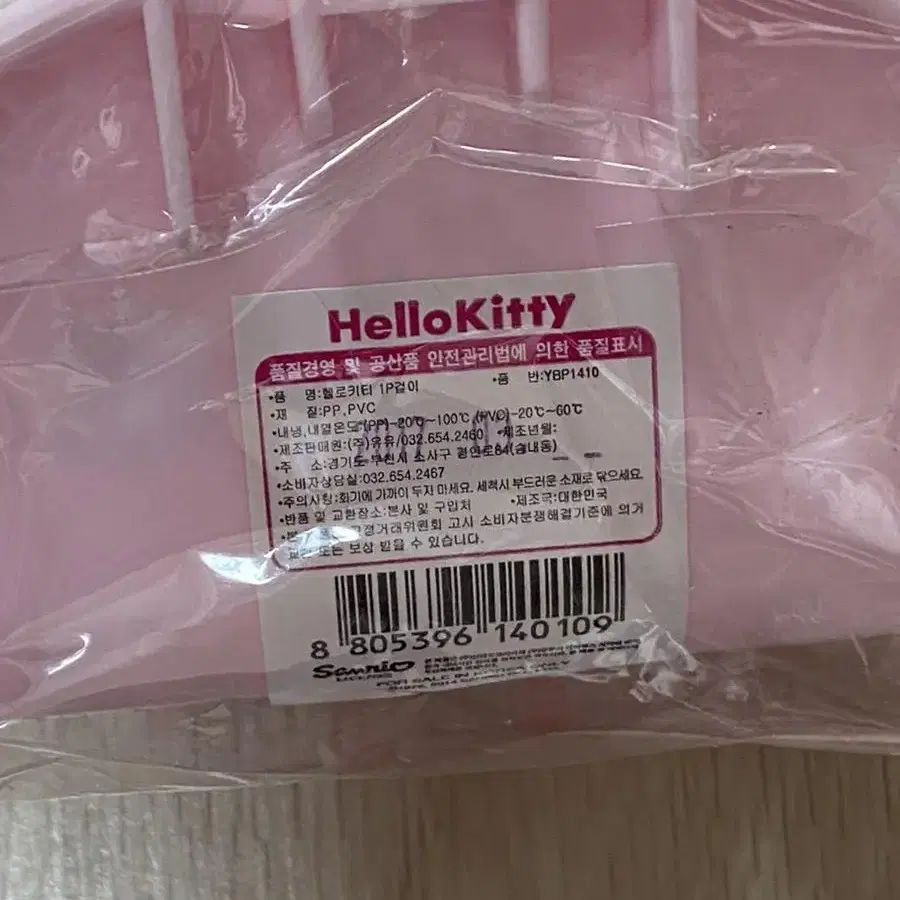 HelloKitty
품질경영 및 공산품 안전관리법에 의한 품질표시
•품 명:헬로키티 1P걸이 •품 번:YBP1410
•재 질:PP,PVC
•내냉,내열온도(PP)-20℃~100℃ (PVC)-20℃~60℃
•제조판매원:(주)유유/032.654.2460 제조년월:
•주 소:경기도 부천시 소사구 경인로84(송내동)
•소비자상담실:032.654.2467
•주의사항:화기에 가까이 두지 마세요. 세척시 부드러운 소재로 닦으세요.
•반품 및 교환장소:본사 및 구입처 •제조국:대한민국
공정거래위원회 고시 소비자분쟁해결기준에 의거
교환 또는 보상 받을 수 있습니다.
8 805396 140109
Sanrio
LICENSE
FOR SALE IN KOREA ONLY